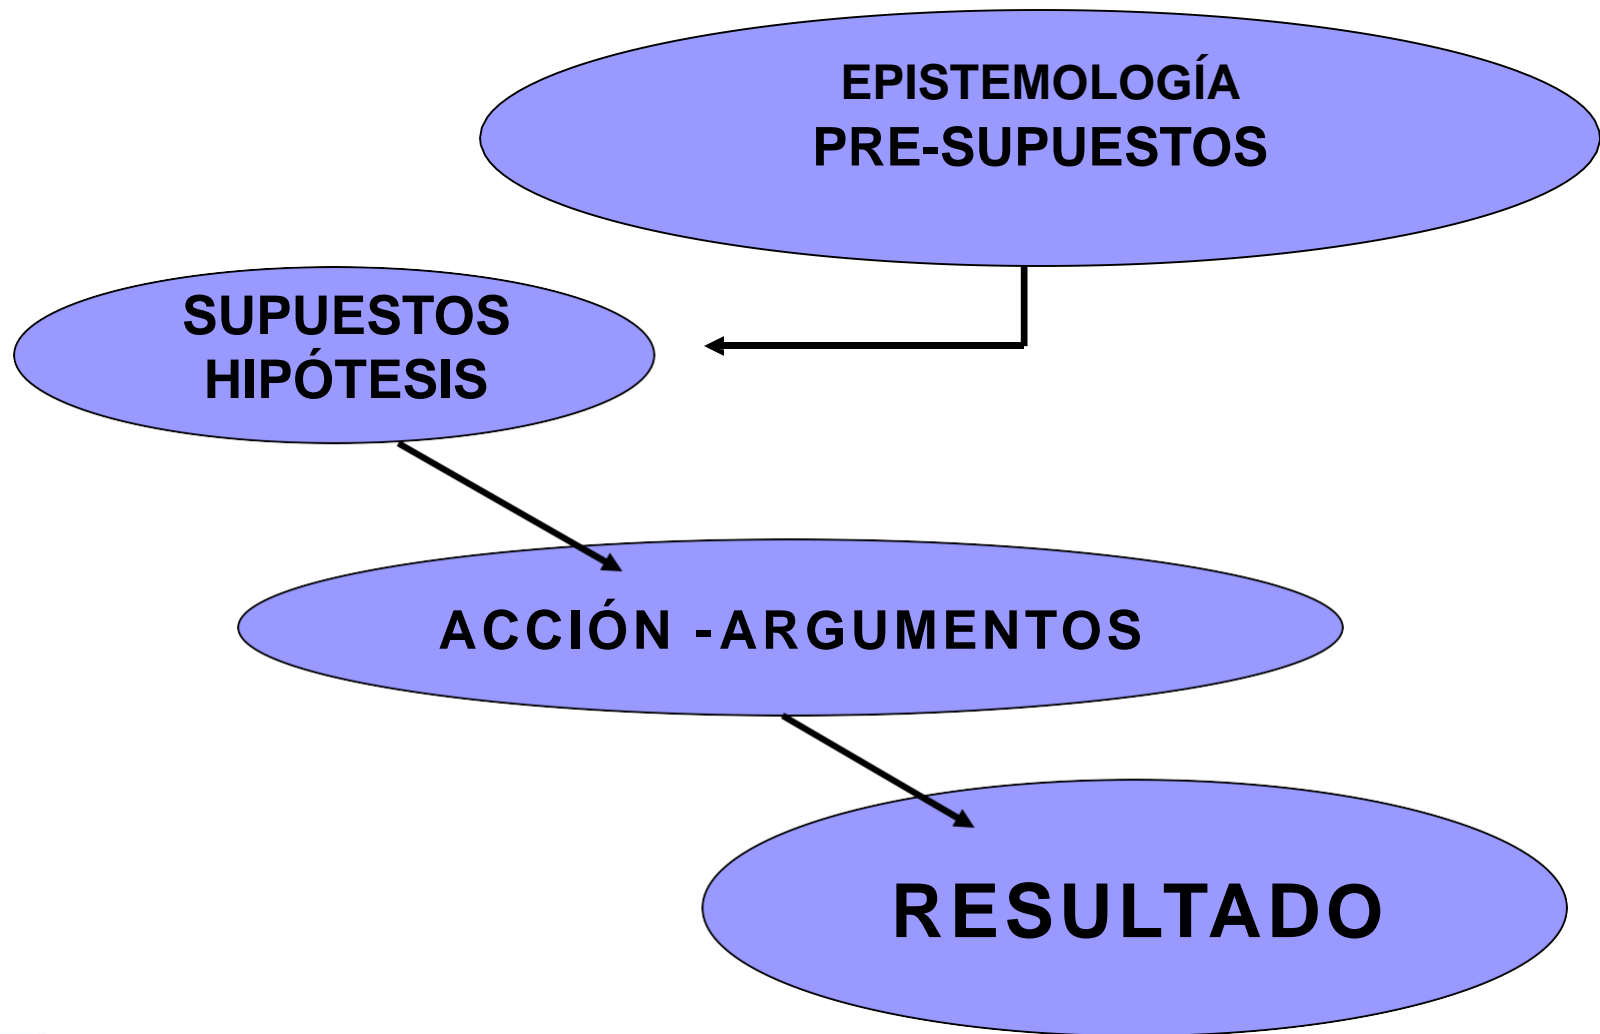 EPISTEMOLOGÍA
PRE-SUPUESTOS
SUPUESTOS
HIPÓTESIS
ACCIÓN -ARGUMENTOS
RESULTADO